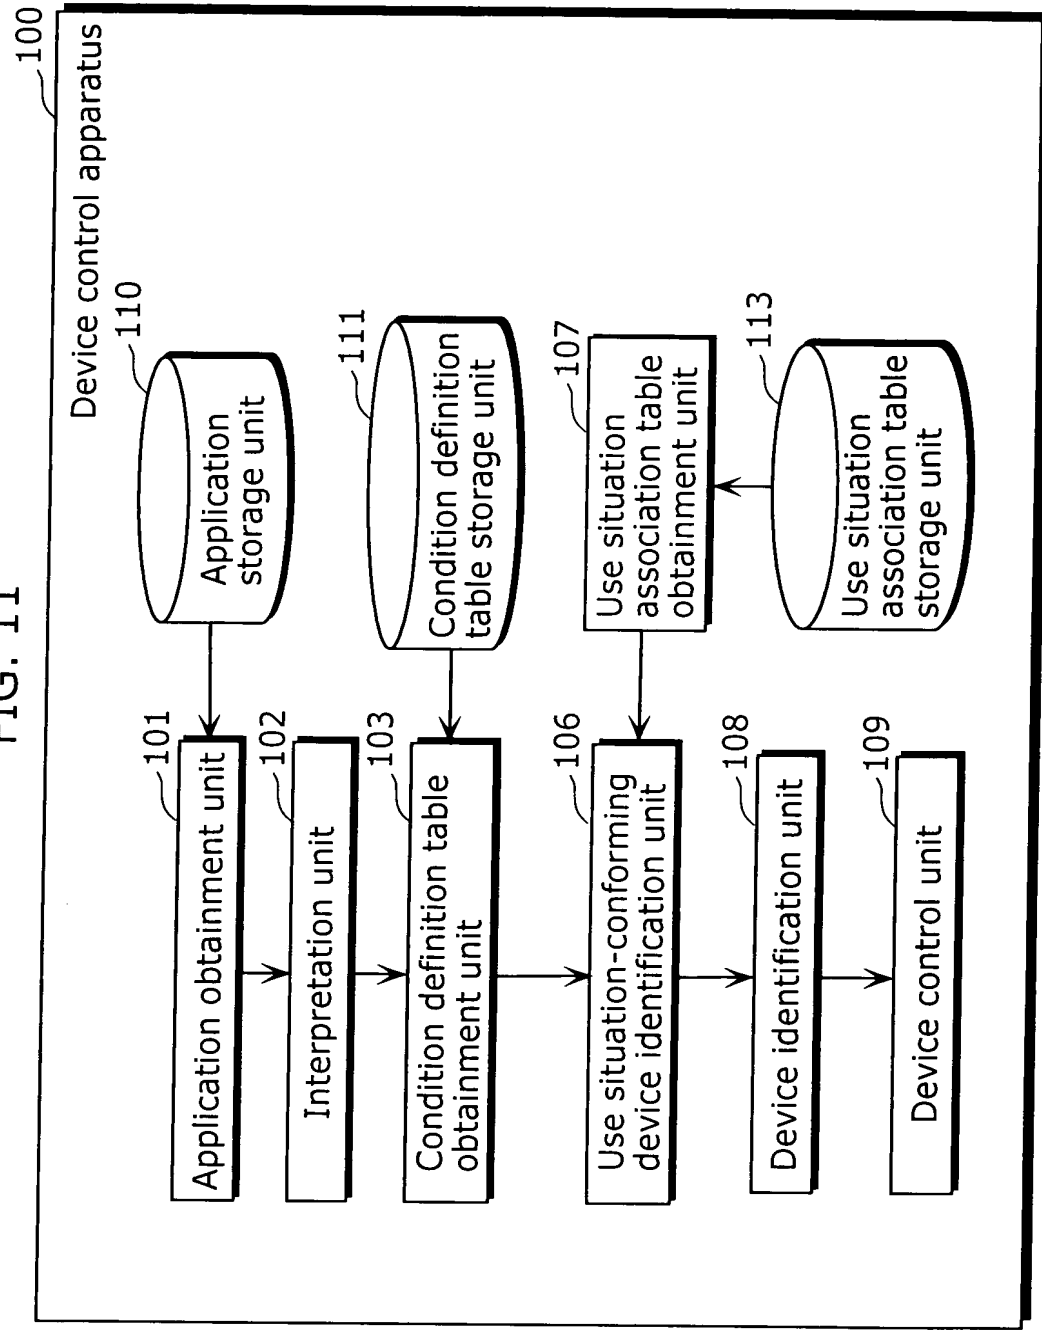 FIG. 11
100
Device control apparatus
101
Application obtainment unit
110
Application
storage unit
102
Interpretation unit
103
Condition definition table
obtainment unit
111
Condition definition
table storage unit
106
Use situation-conforming
device identification unit
107
Use situation
association table
obtainment unit
108
Device identification unit
113
Use situation
association table
storage unit
109
Device control unit